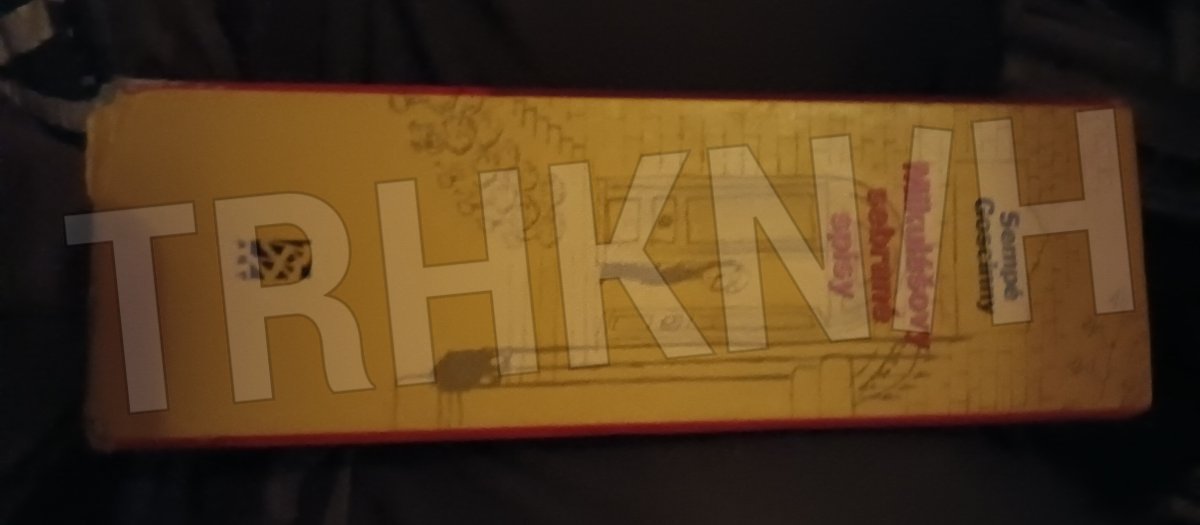 Sempé
Goscinny
Mikulášovy
sebrané
spisy
TRHKNIH